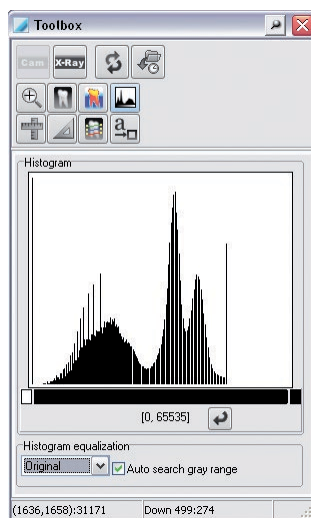 Toolbox
Cam X-Ray
a
Histogram
[0, 65535]
Histogram equalization
Original Auto search gray range
(1636,1658):31171 Down 499:274